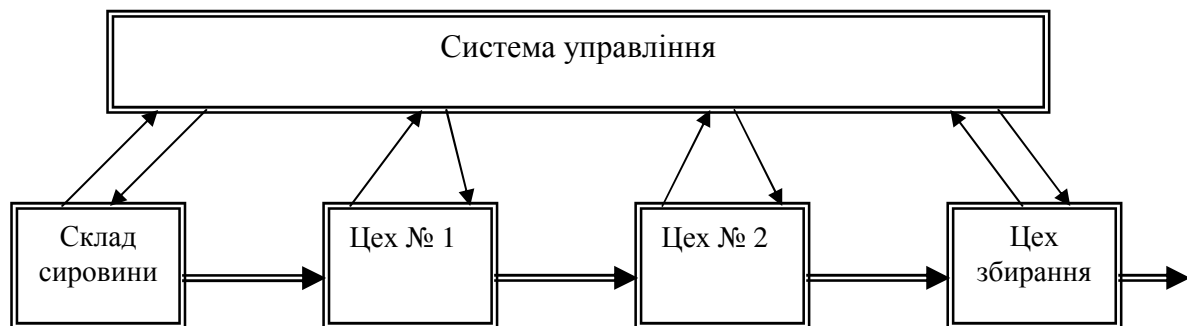 Система управління
Склад
сировини
Цех № 1
Цех № 2
Цех
збирання